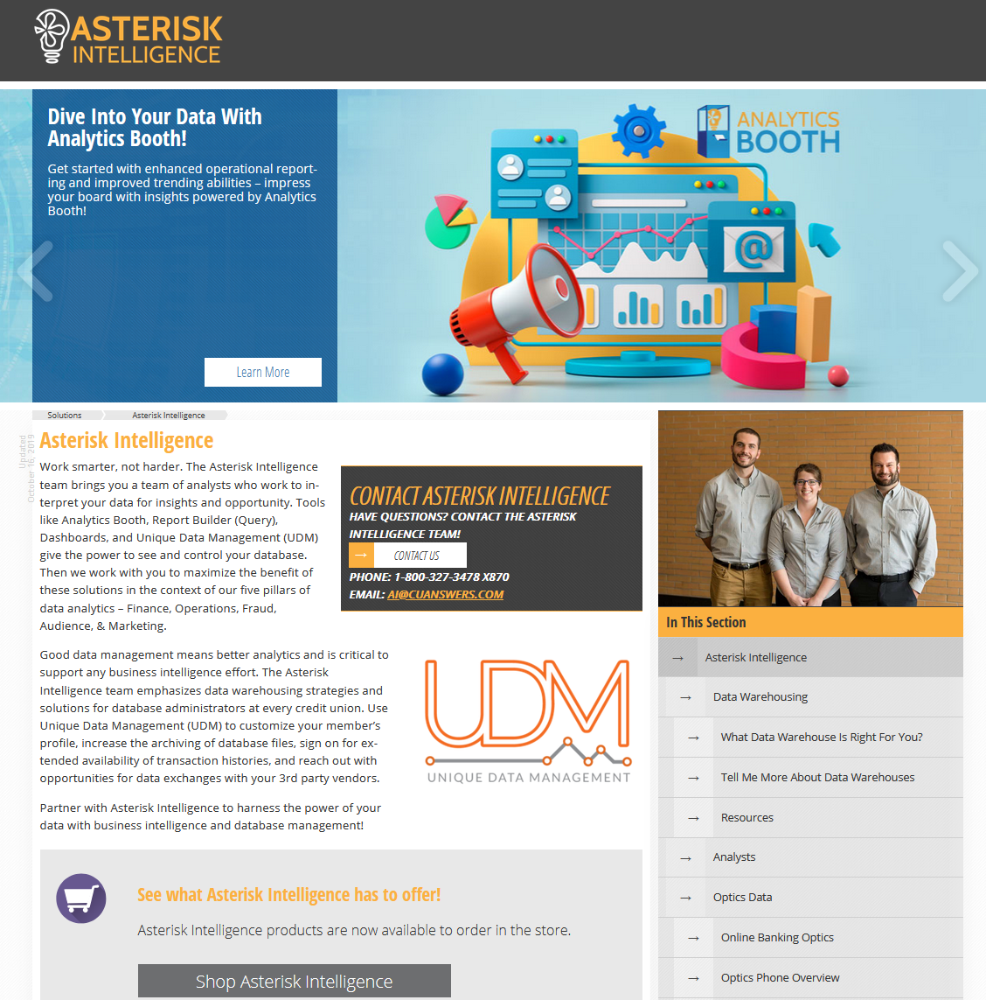 ASTERISK
INTELLIGENCE
Dive Into Your Data With
Analytics Booth!
Get started with enhanced operational report-
ing and improved trending abilities – impress
your board with insights powered by Analytics
Booth!
Learn More
ANALYTICS
BOOTH
@
Solutions
Asterisk Intelligence
Updated
October 16, 2019
Asterisk Intelligence
Work smarter, not harder. The Asterisk Intelligence
team brings you a team of analysts who work to in-
terpret your data for insights and opportunity. Tools
like Analytics Booth, Report Builder (Query),
Dashboards, and Unique Data Management (UDM)
give the power to see and control your database.
Then we work with you to maximize the benefit of
these solutions in the context of our five pillars of
data analytics – Finance, Operations, Fraud,
Audience, & Marketing.
CONTACT ASTERISK INTELLIGENCE
HAVE QUESTIONS? CONTACT THE ASTERISK
INTELLIGENCE TEAM!
→ CONTACT US
PHONE: 1-800-327-3478 X870
EMAIL: AI@CUANSWERS.COM
Good data management means better analytics and is critical to
support any business intelligence effort. The Asterisk
Intelligence team emphasizes data warehousing strategies and
solutions for database administrators at every credit union. Use
Unique Data Management (UDM) to customize your member's
profile, increase the archiving of database files, sign on for ex-
tended availability of transaction histories, and reach out with
opportunities for data exchanges with your 3rd party vendors.
UDM
UNIQUE DATA MANAGEMENT
Partner with Asterisk Intelligence to harness the power of your
data with business intelligence and database management!
See what Asterisk Intelligence has to offer!
Asterisk Intelligence products are now available to order in the store.
Shop Asterisk Intelligence
In This Section
→ Asterisk Intelligence
→ Data Warehousing
→ What Data Warehouse Is Right For You?
→ Tell Me More About Data Warehouses
→ Resources
→ Analysts
→ Optics Data
→ Online Banking Optics
→ Optics Phone Overview